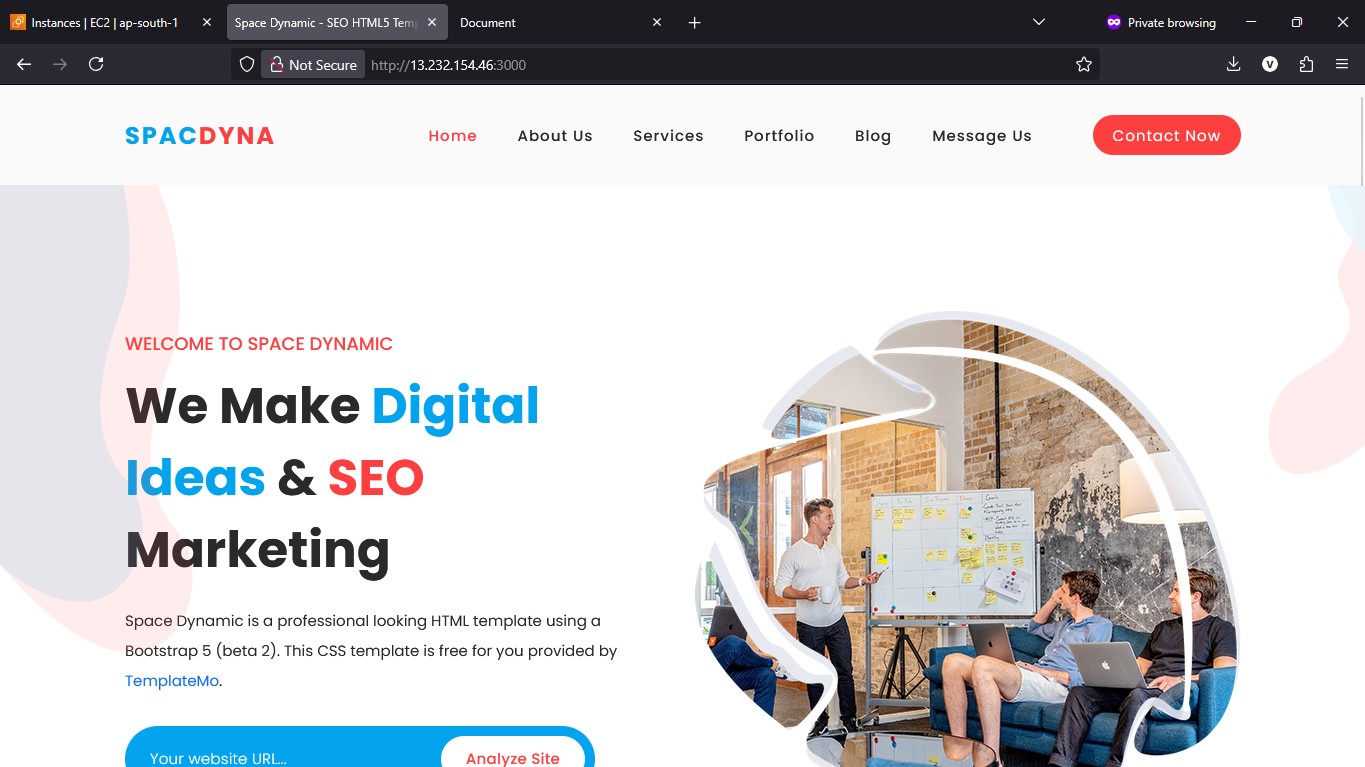 Instances | EC2 | ap-south-1
Space Dynamic - SEO HTML5 Temp
Document
Private browsing
Not Secure
http://13.232.154.46:3000
V
SPACDYNA
Home
About Us
Services
Portfolio
Blog
Message Us
Contact Now
WELCOME TO SPACE DYNAMIC
We Make Digital
Ideas & SEO
Marketing
Space Dynamic is a professional looking HTML template using a
Bootstrap 5 (beta 2). This CSS template is free for you provided by
TemplateMo.
Your website URL...
Analyze Site